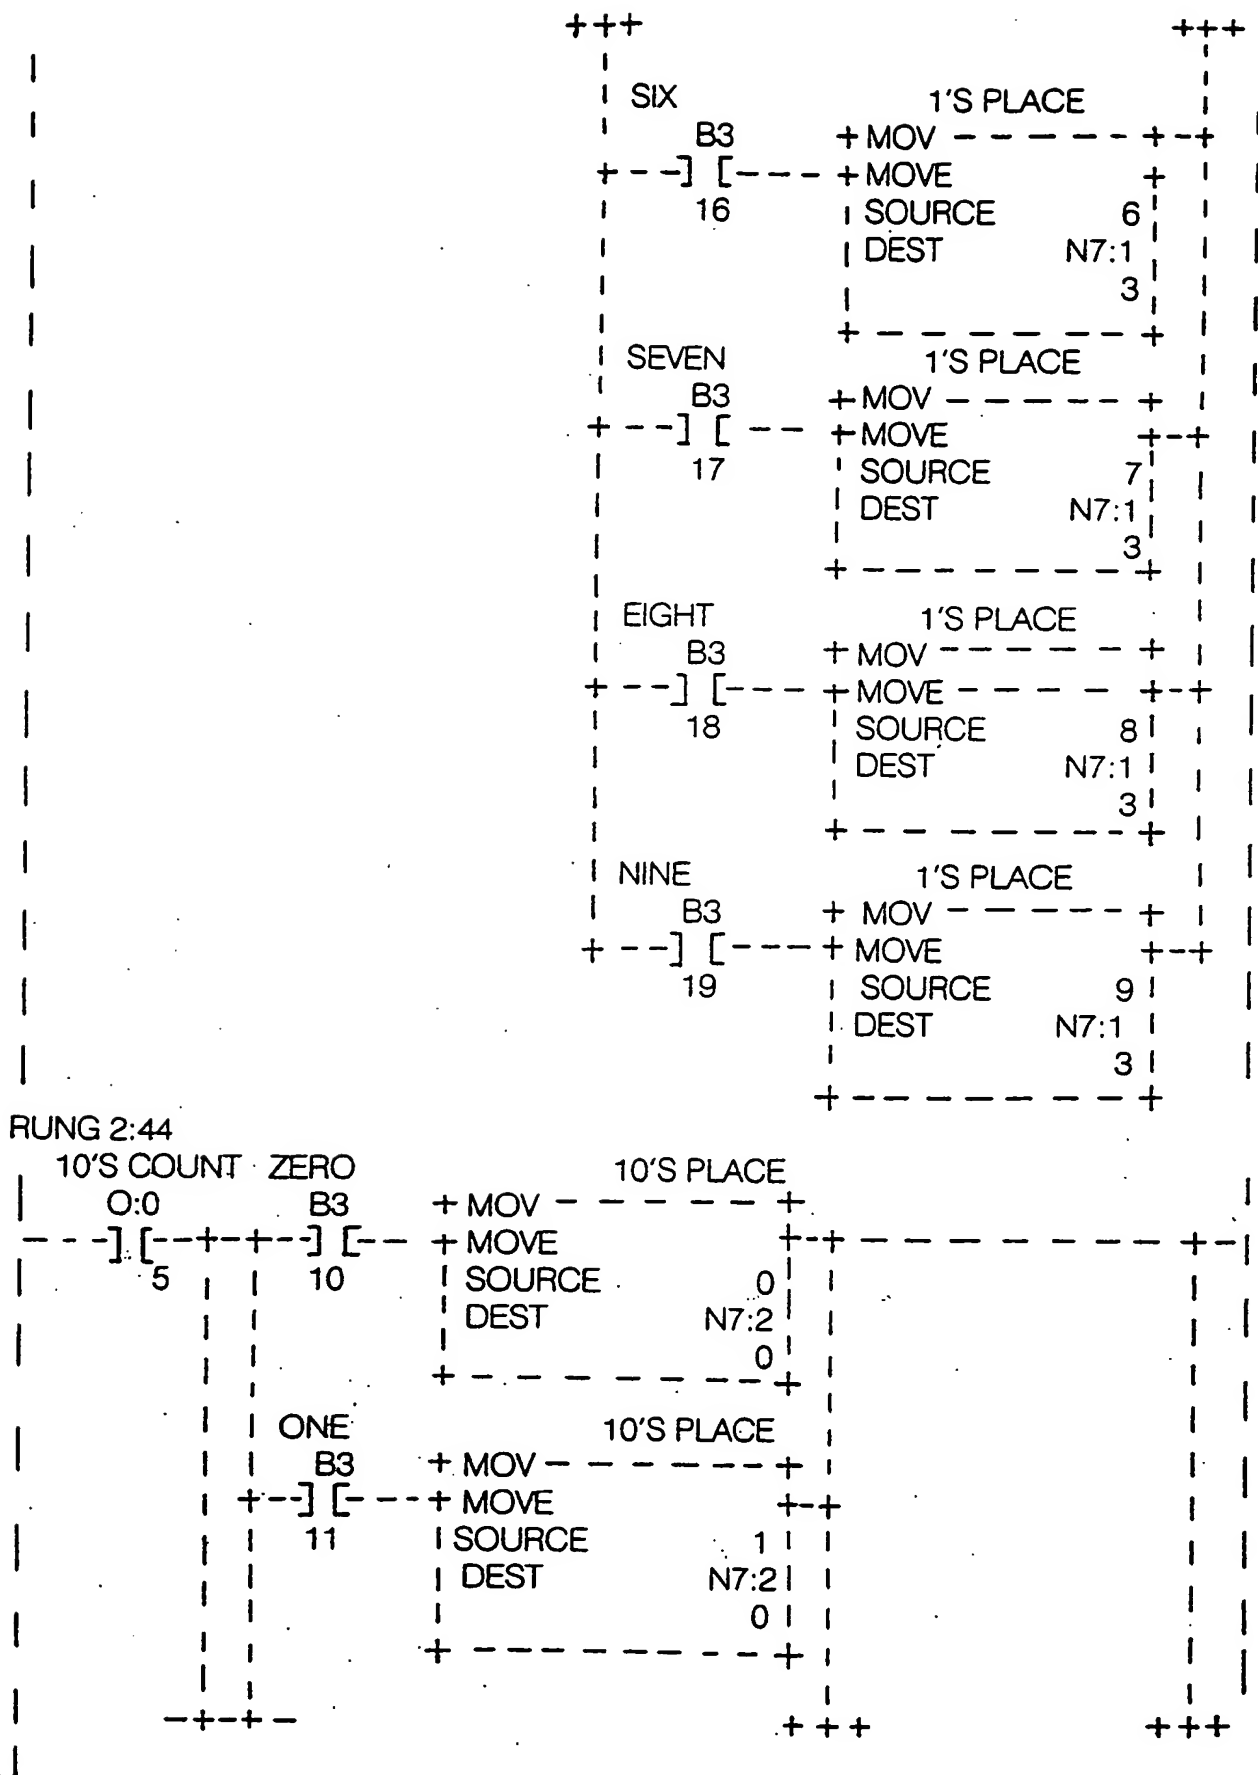 SIX 1'S PLACE
B3 MOV
] [ MOVE
16 SOURCE 6
DEST N7:1
3
SEVEN 1'S PLACE
B3 MOV
] [ MOVE
17 SOURCE 7
DEST N7:1
3
EIGHT 1'S PLACE
B3 MOV
] [ MOVE
18 SOURCE 8
DEST N7:1
3
NINE 1'S PLACE
B3 MOV
] [ MOVE
19 SOURCE 9
DEST N7:1
3
RUNG 2:44
10'S COUNT ZERO 10'S PLACE
O:0 B3 MOV
] [ ] [ MOVE
5 10 SOURCE 0
DEST N7:2
0
ONE 10'S PLACE
B3 MOV
] [ MOVE
11 SOURCE 1
DEST N7:2
0